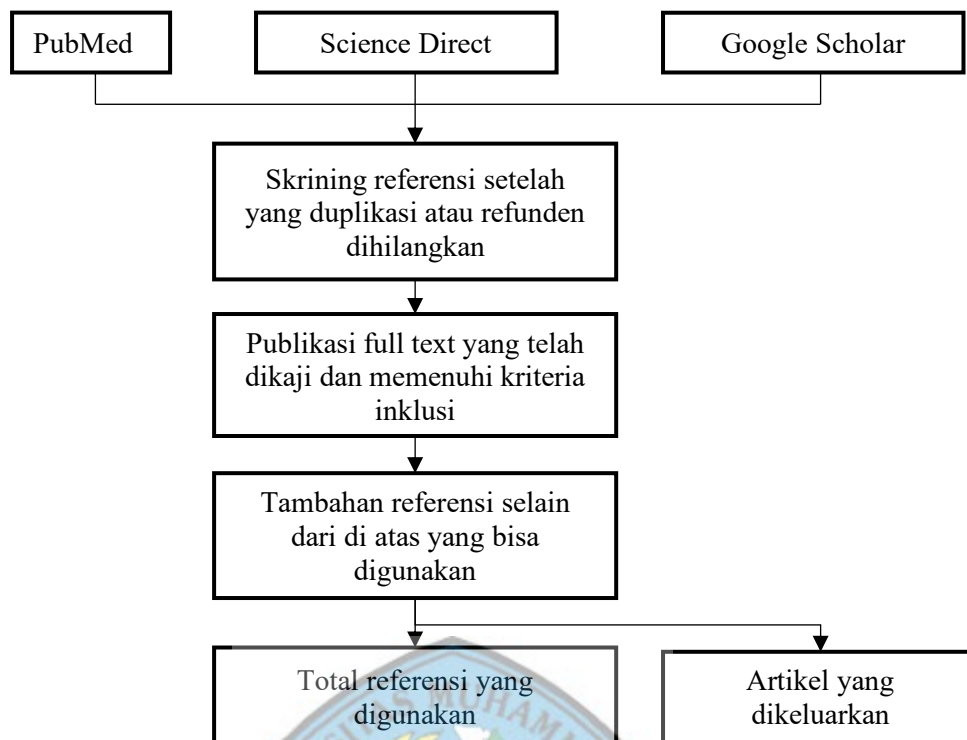 PubMed
Science Direct
Google Scholar
Skrining referensi setelah
yang duplikasi atau refunden
dihilangkan
Publikasi full text yang telah
dikaji dan memenuhi kriteria
inklusi
Tambahan referensi selain
dari di atas yang bisa
digunakan
Total referensi yang
digunakan
Artikel yang
dikeluarkan